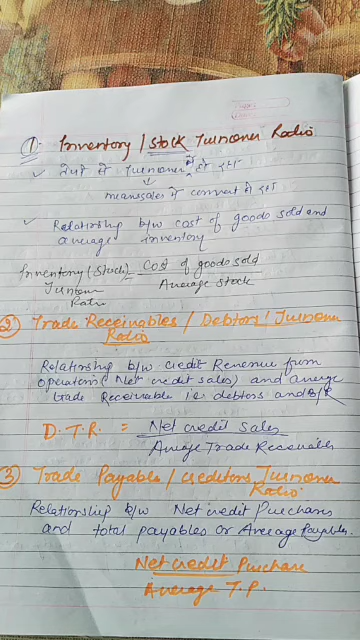 ① Inventory / Stock Turnover Ratio
means sales में convert हो रहा
Relationship b/w cost of goods sold and
average inventory
Inventory (Stock) = Cost of goods sold
Turnover Average Stock
Ratio
② Trade Receivables / Debtors' Turnover
Ratio
Relationship b/w credit Revenue from
operations (Net credit sales) and average
trade Receivable i.e. debtors and B/R
D.T.R. = Net credit sales
Average Trade Receivables
③ Trade Payables / Creditors Turnover
Ratio
Relationship b/w Net credit Purchases
and total payables or Average Payables.
Net credit Purchase
Average T.P.